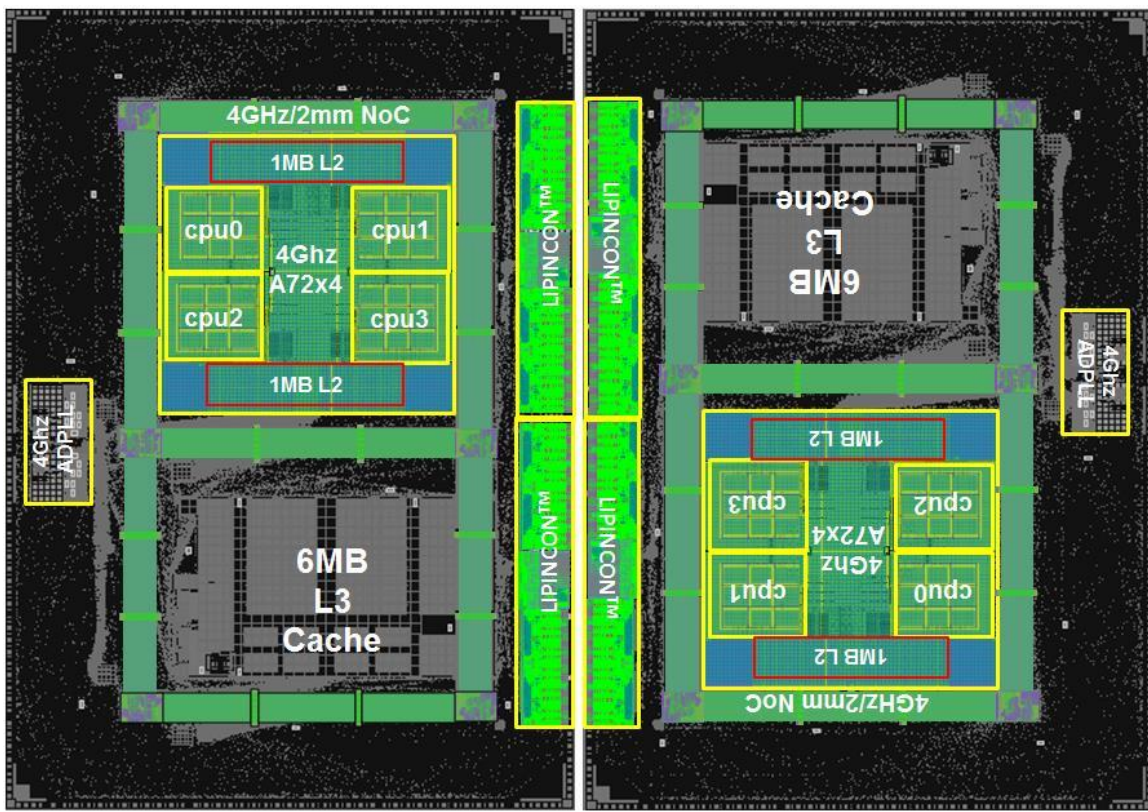 4GHz/2mm NoC
1MB L2
cpu0
cpu1
4Ghz
A72x4
cpu2
cpu3
1MB L2
4Ghz
ADPLL
6MB
L3
Cache
LIPINCON™
LIPINCON™
LIPINCON™
LIPINCON™
6MB
L3
Cache
4Ghz
ADPLL
1MB L2
cpu3
cpu2
4Ghz
A72x4
cpu1
cpu0
1MB L2
4GHz/2mm NoC